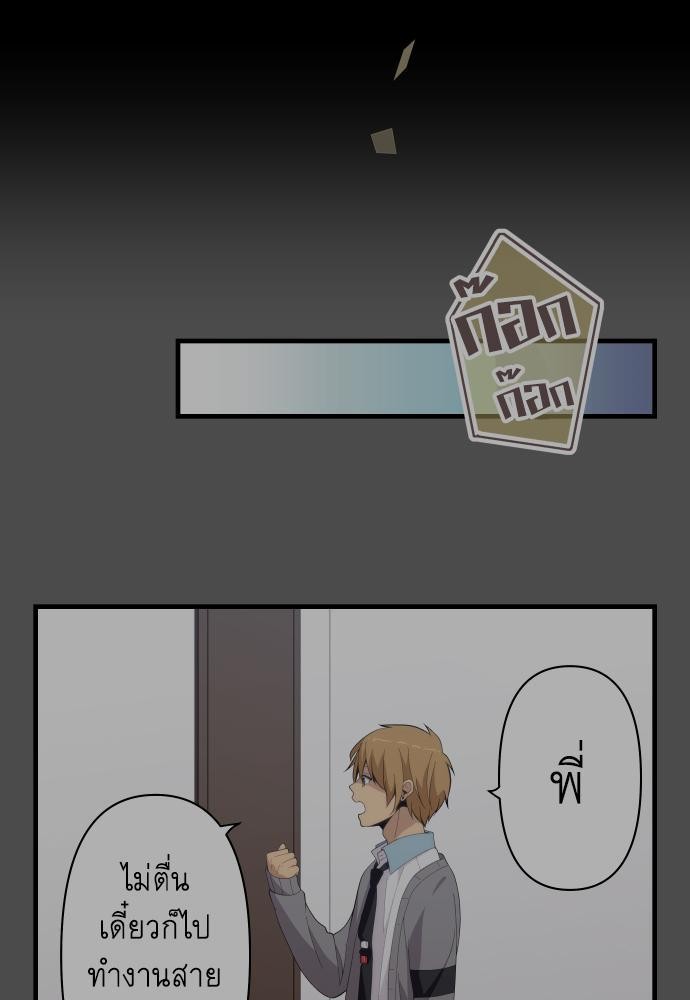 ก๊อก
ก๊อก
พี่
ไม่ตื่น
เดี๋ยวก็ไป
ทำงานสาย